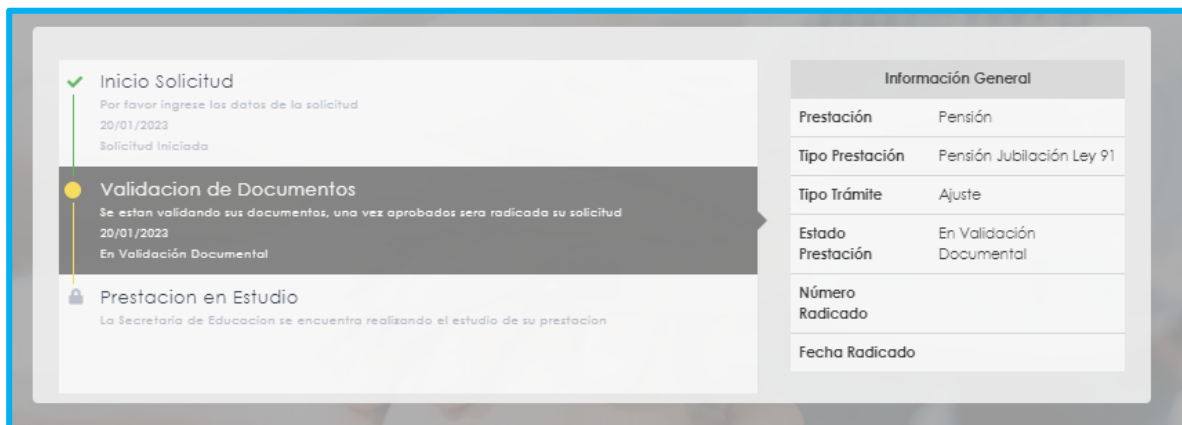 Inicio Solicitud
Por favor ingrese los datos de la solicitud
20/01/2023
Solicitud Iniciada
Validacion de Documentos
Se estan validando sus documentos, una vez aprobados sera radicada su solicitud
20/01/2023
En Validación Documental
Prestacion en Estudio
La Secretaría de Educacion se encuentra realizando el estudio de su prestacion
Información General
Prestación Pensión
Tipo Prestación Pensión Jubilación Ley 91
Tipo Trámite Ajuste
Estado En Validación
Prestación Documental
Número
Radicado
Fecha Radicado